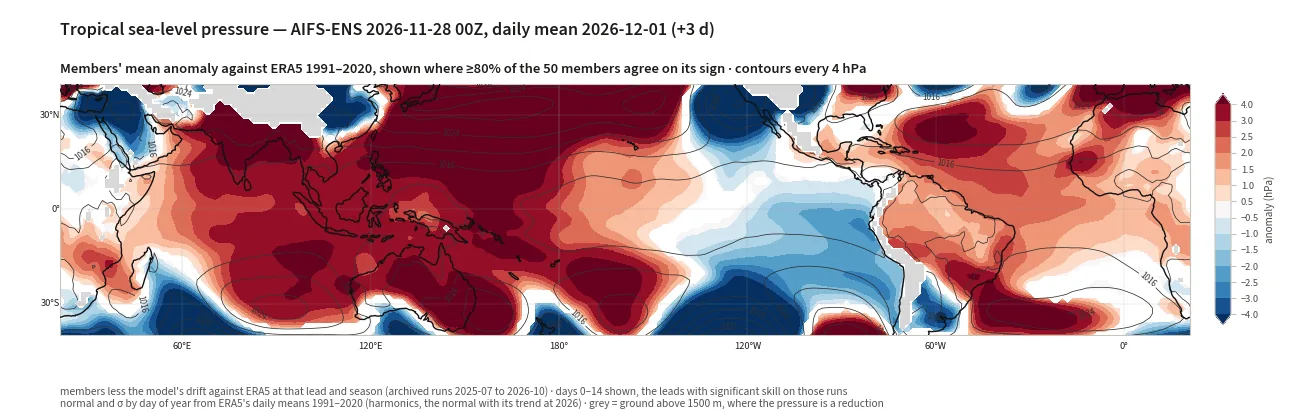 Tropical sea-level pressure — AIFS-ENS 2026-11-28 00Z, daily mean 2026-12-01 (+3 d)
Members' mean anomaly against ERA5 1991–2020, shown where ≥80% of the 50 members agree on its sign · contours every 4 hPa
30°N
0°
30°S
60°E
120°E
180°
120°W
60°W
0°
1024
1016
1016
1016
1016
1024
1016
1016
1016
1016
4.0
3.0
2.5
2.0
1.5
1.0
0.5
−0.5
−1.0
−1.5
−2.0
−2.5
−3.0
−4.0
anomaly (hPa)
members less the model's drift against ERA5 at that lead and season (archived runs 2025-07 to 2026-10) · days 0–14 shown, the leads with significant skill on those runs
normal and σ by day of year from ERA5's daily means 1991–2020 (harmonics, the normal with its trend at 2026) · grey = ground above 1500 m, where the pressure is a reduction